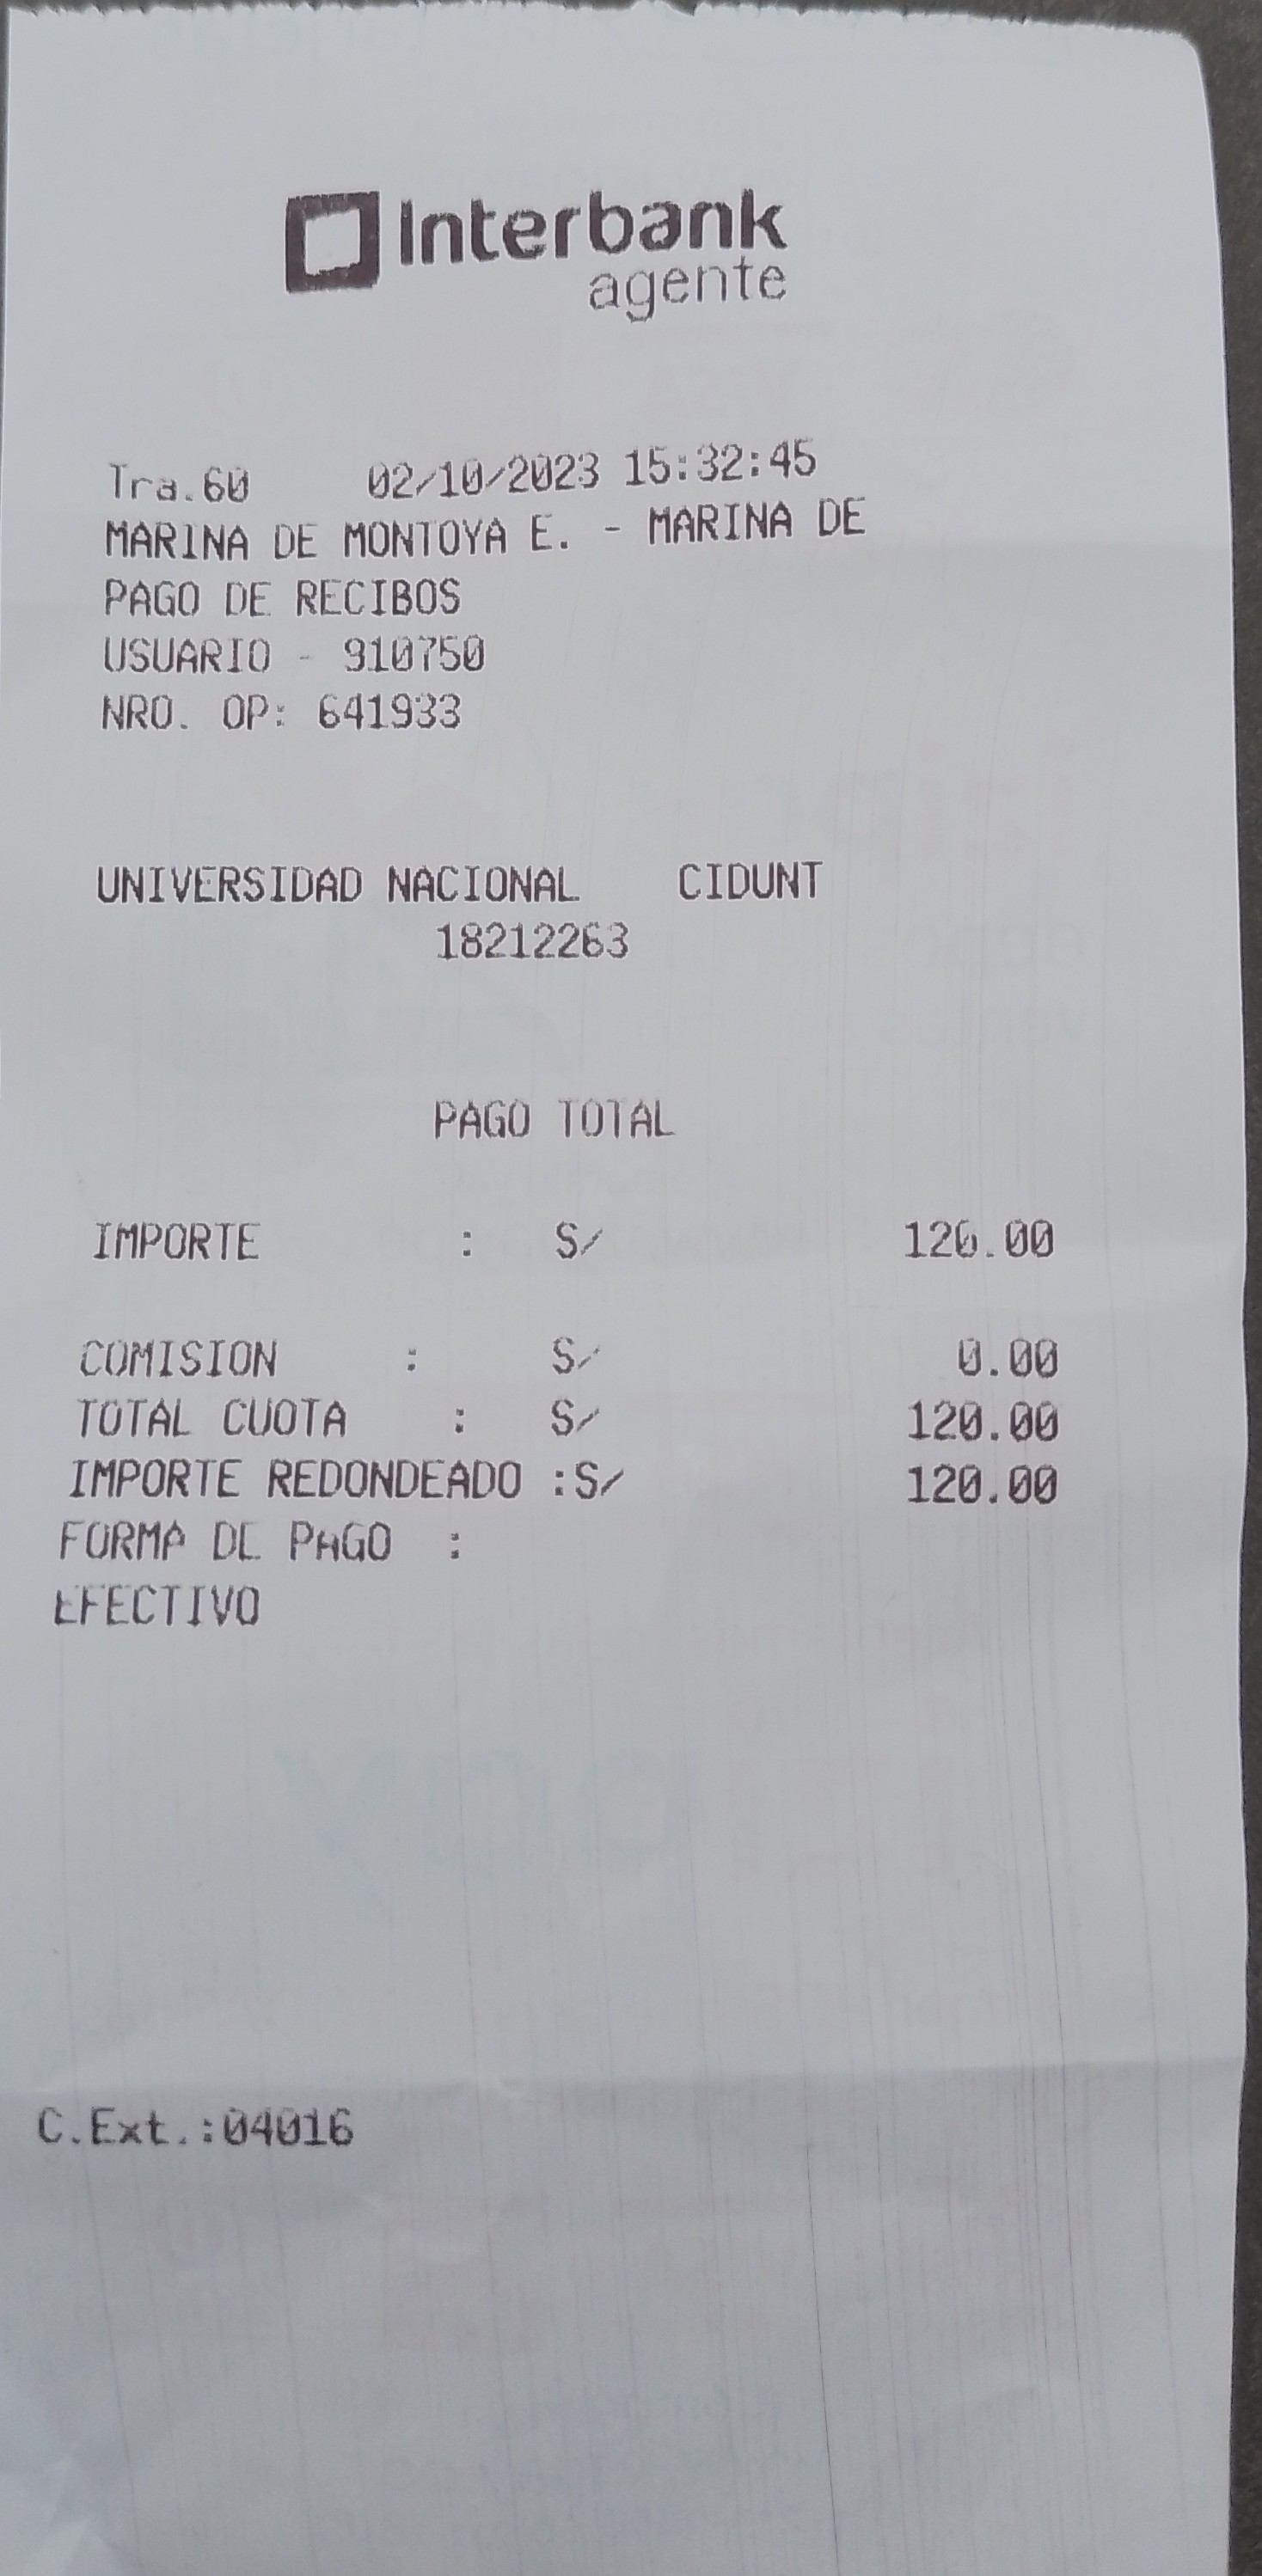 Interbank
agente
Tra.60 02/10/2023 15:32:45
MARINA DE MONTOYA E. - MARINA DE
PAGO DE RECIBOS
USUARIO - 910750
NRO. OP: 641933
UNIVERSIDAD NACIONAL CIDUNT
18212263
PAGO TOTAL
IMPORTE : S/ 120.00
COMISION : S/ 0.00
TOTAL CUOTA : S/ 120.00
IMPORTE REDONDEADO :S/ 120.00
FORMA DE PAGO :
EFECTIVO
C.Ext.:04016